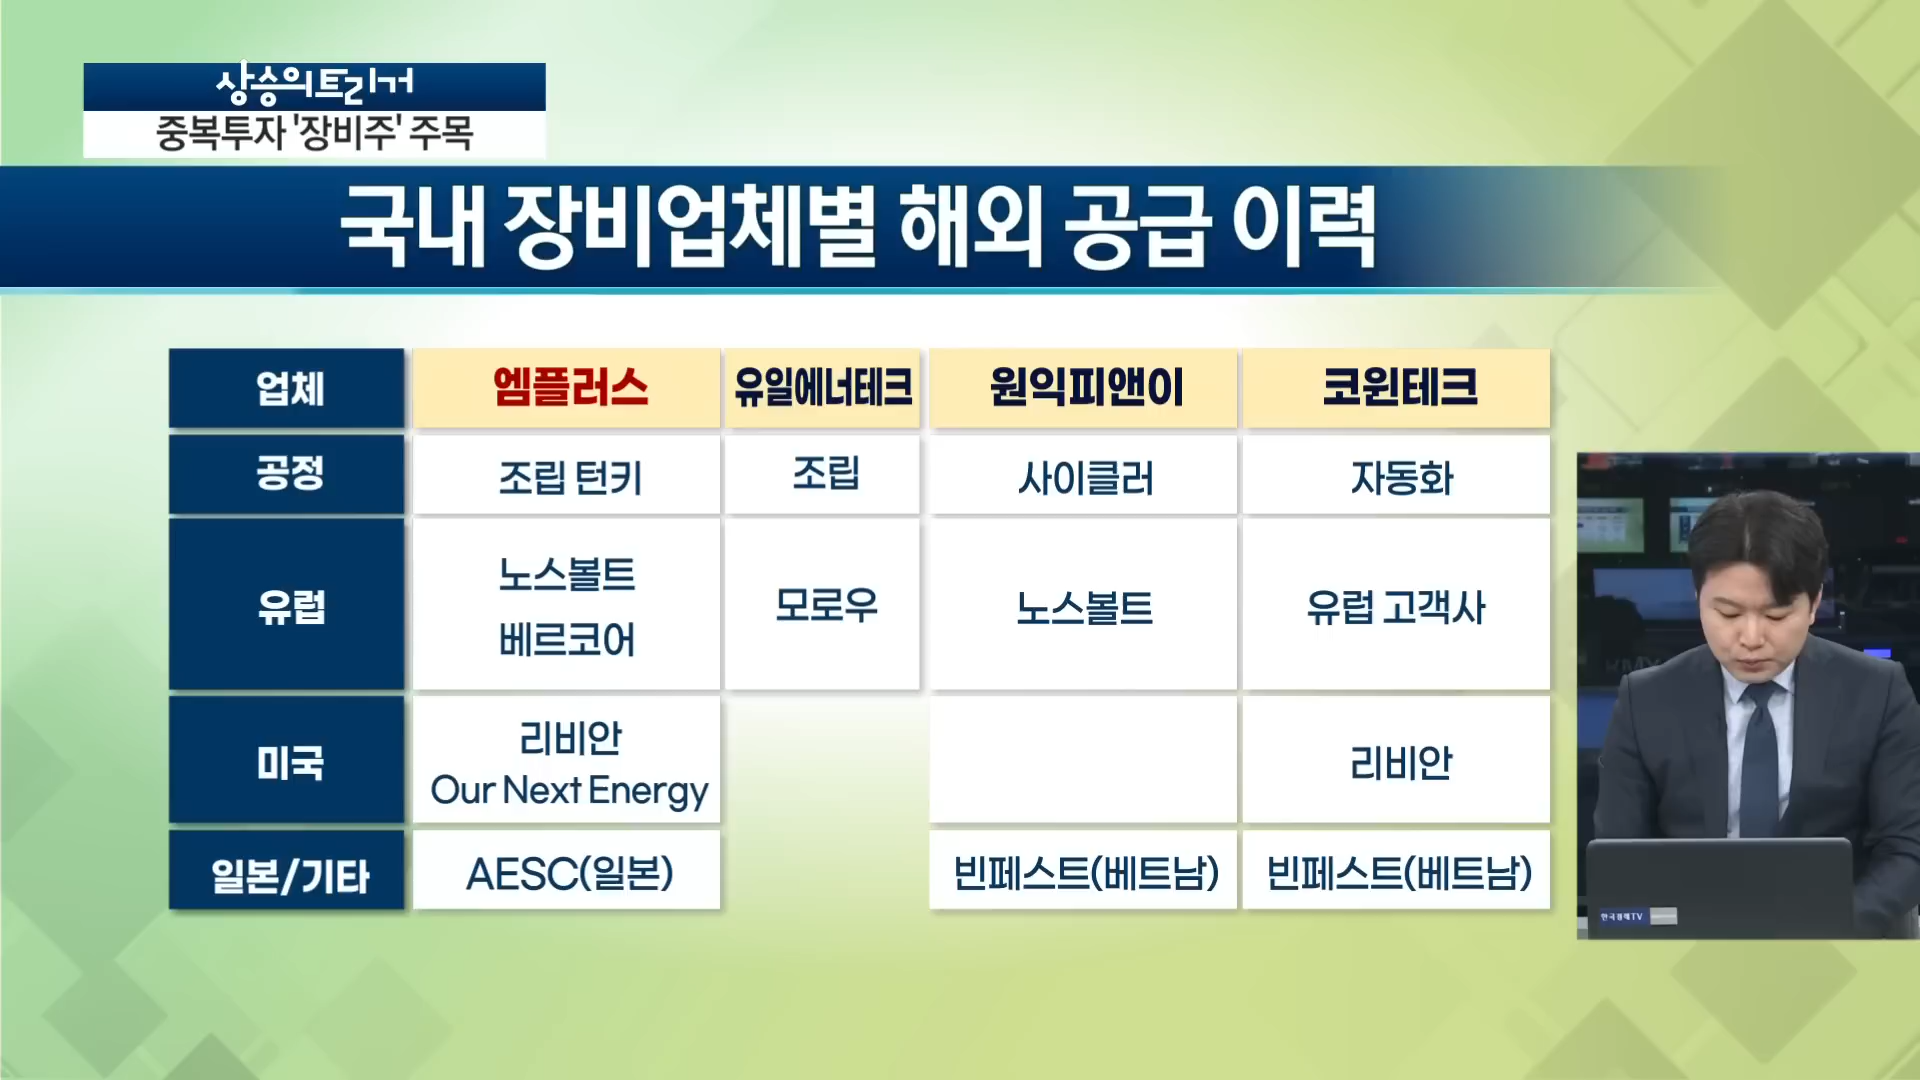 상승의트리거
중복투자 '장비주' 주목
국내 장비업체별 해외 공급 이력
업체 엠플러스 유일에너테크 원익피앤이 코윈테크
공정 조립 턴키 조립 사이클러 자동화
유럽 노스볼트 베르코어 모로우 노스볼트 유럽 고객사
미국 리비안 Our Next Energy 리비안
일본/기타 AESC(일본) 빈페스트(베트남) 빈페스트(베트남)
한국경제TV